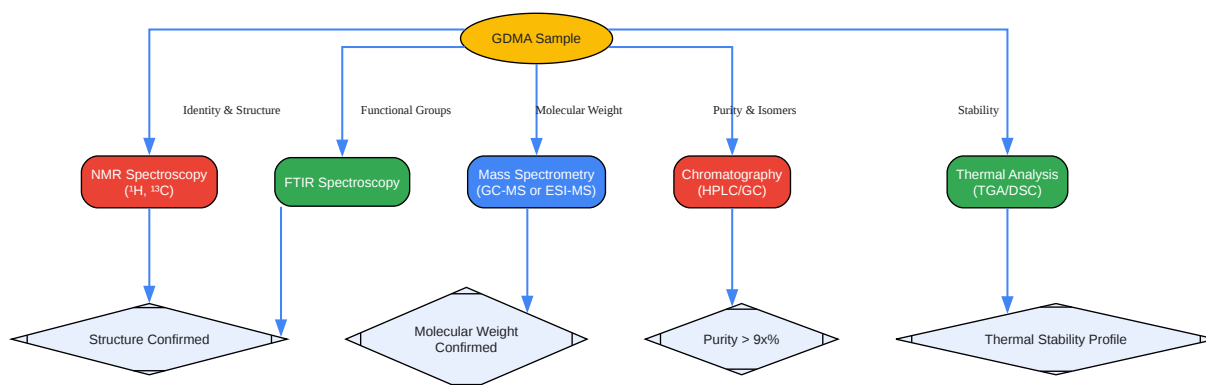 GDMA Sample
Identity & Structure
Functional Groups
Molecular Weight
Purity & Isomers
Stability
NMR Spectroscopy
(¹H, ¹³C)
FTIR Spectroscopy
Mass Spectrometry
(GC-MS or ESI-MS)
Chromatography
(HPLC/GC)
Thermal Analysis
(TGA/DSC)
Structure Confirmed
Molecular Weight
Confirmed
Purity > 9x%
Thermal Stability Profile